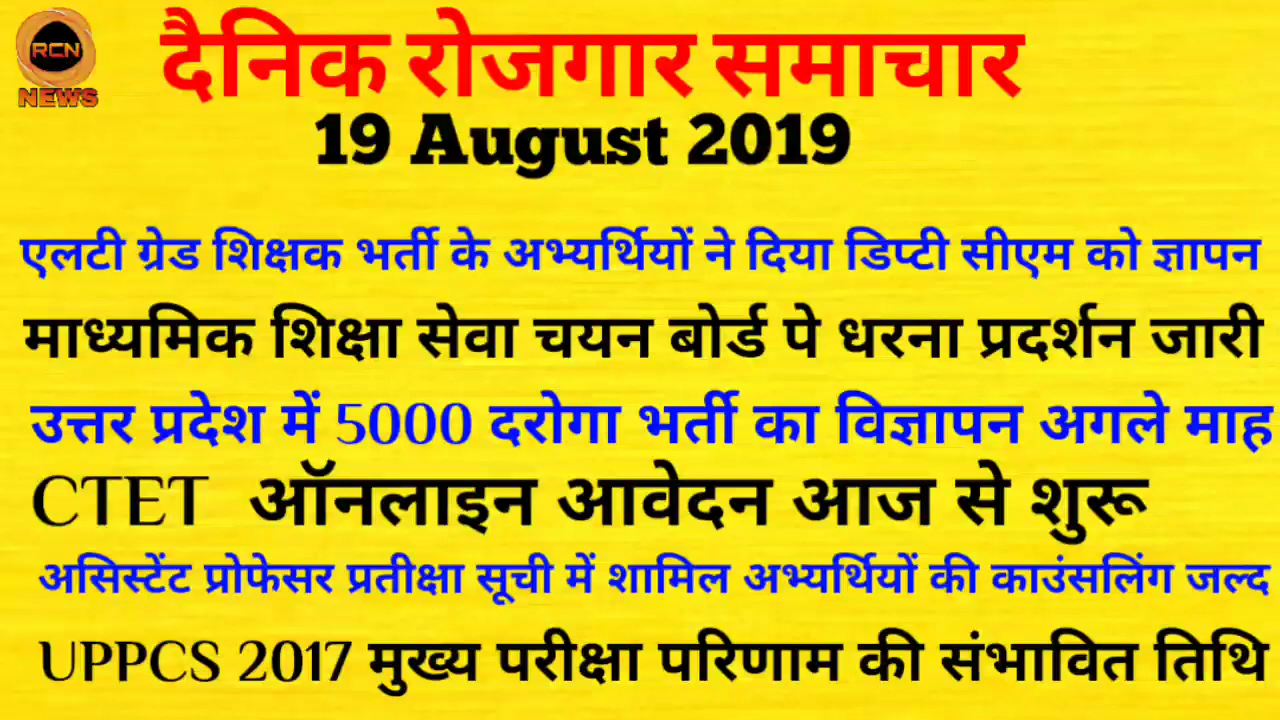 RCN
NEWS
दैनिक रोजगार समाचार
19 August 2019
एलटी ग्रेड शिक्षक भर्ती के अभ्यर्थियों ने दिया डिप्टी सीएम को ज्ञापन
माध्यमिक शिक्षा सेवा चयन बोर्ड पे धरना प्रदर्शन जारी
उत्तर प्रदेश में 5000 दरोगा भर्ती का विज्ञापन अगले माह
CTET ऑनलाइन आवेदन आज से शुरू
असिस्टेंट प्रोफेसर प्रतीक्षा सूची में शामिल अभ्यर्थियों की काउंसलिंग जल्द
UPPCS 2017 मुख्य परीक्षा परिणाम की संभावित तिथि